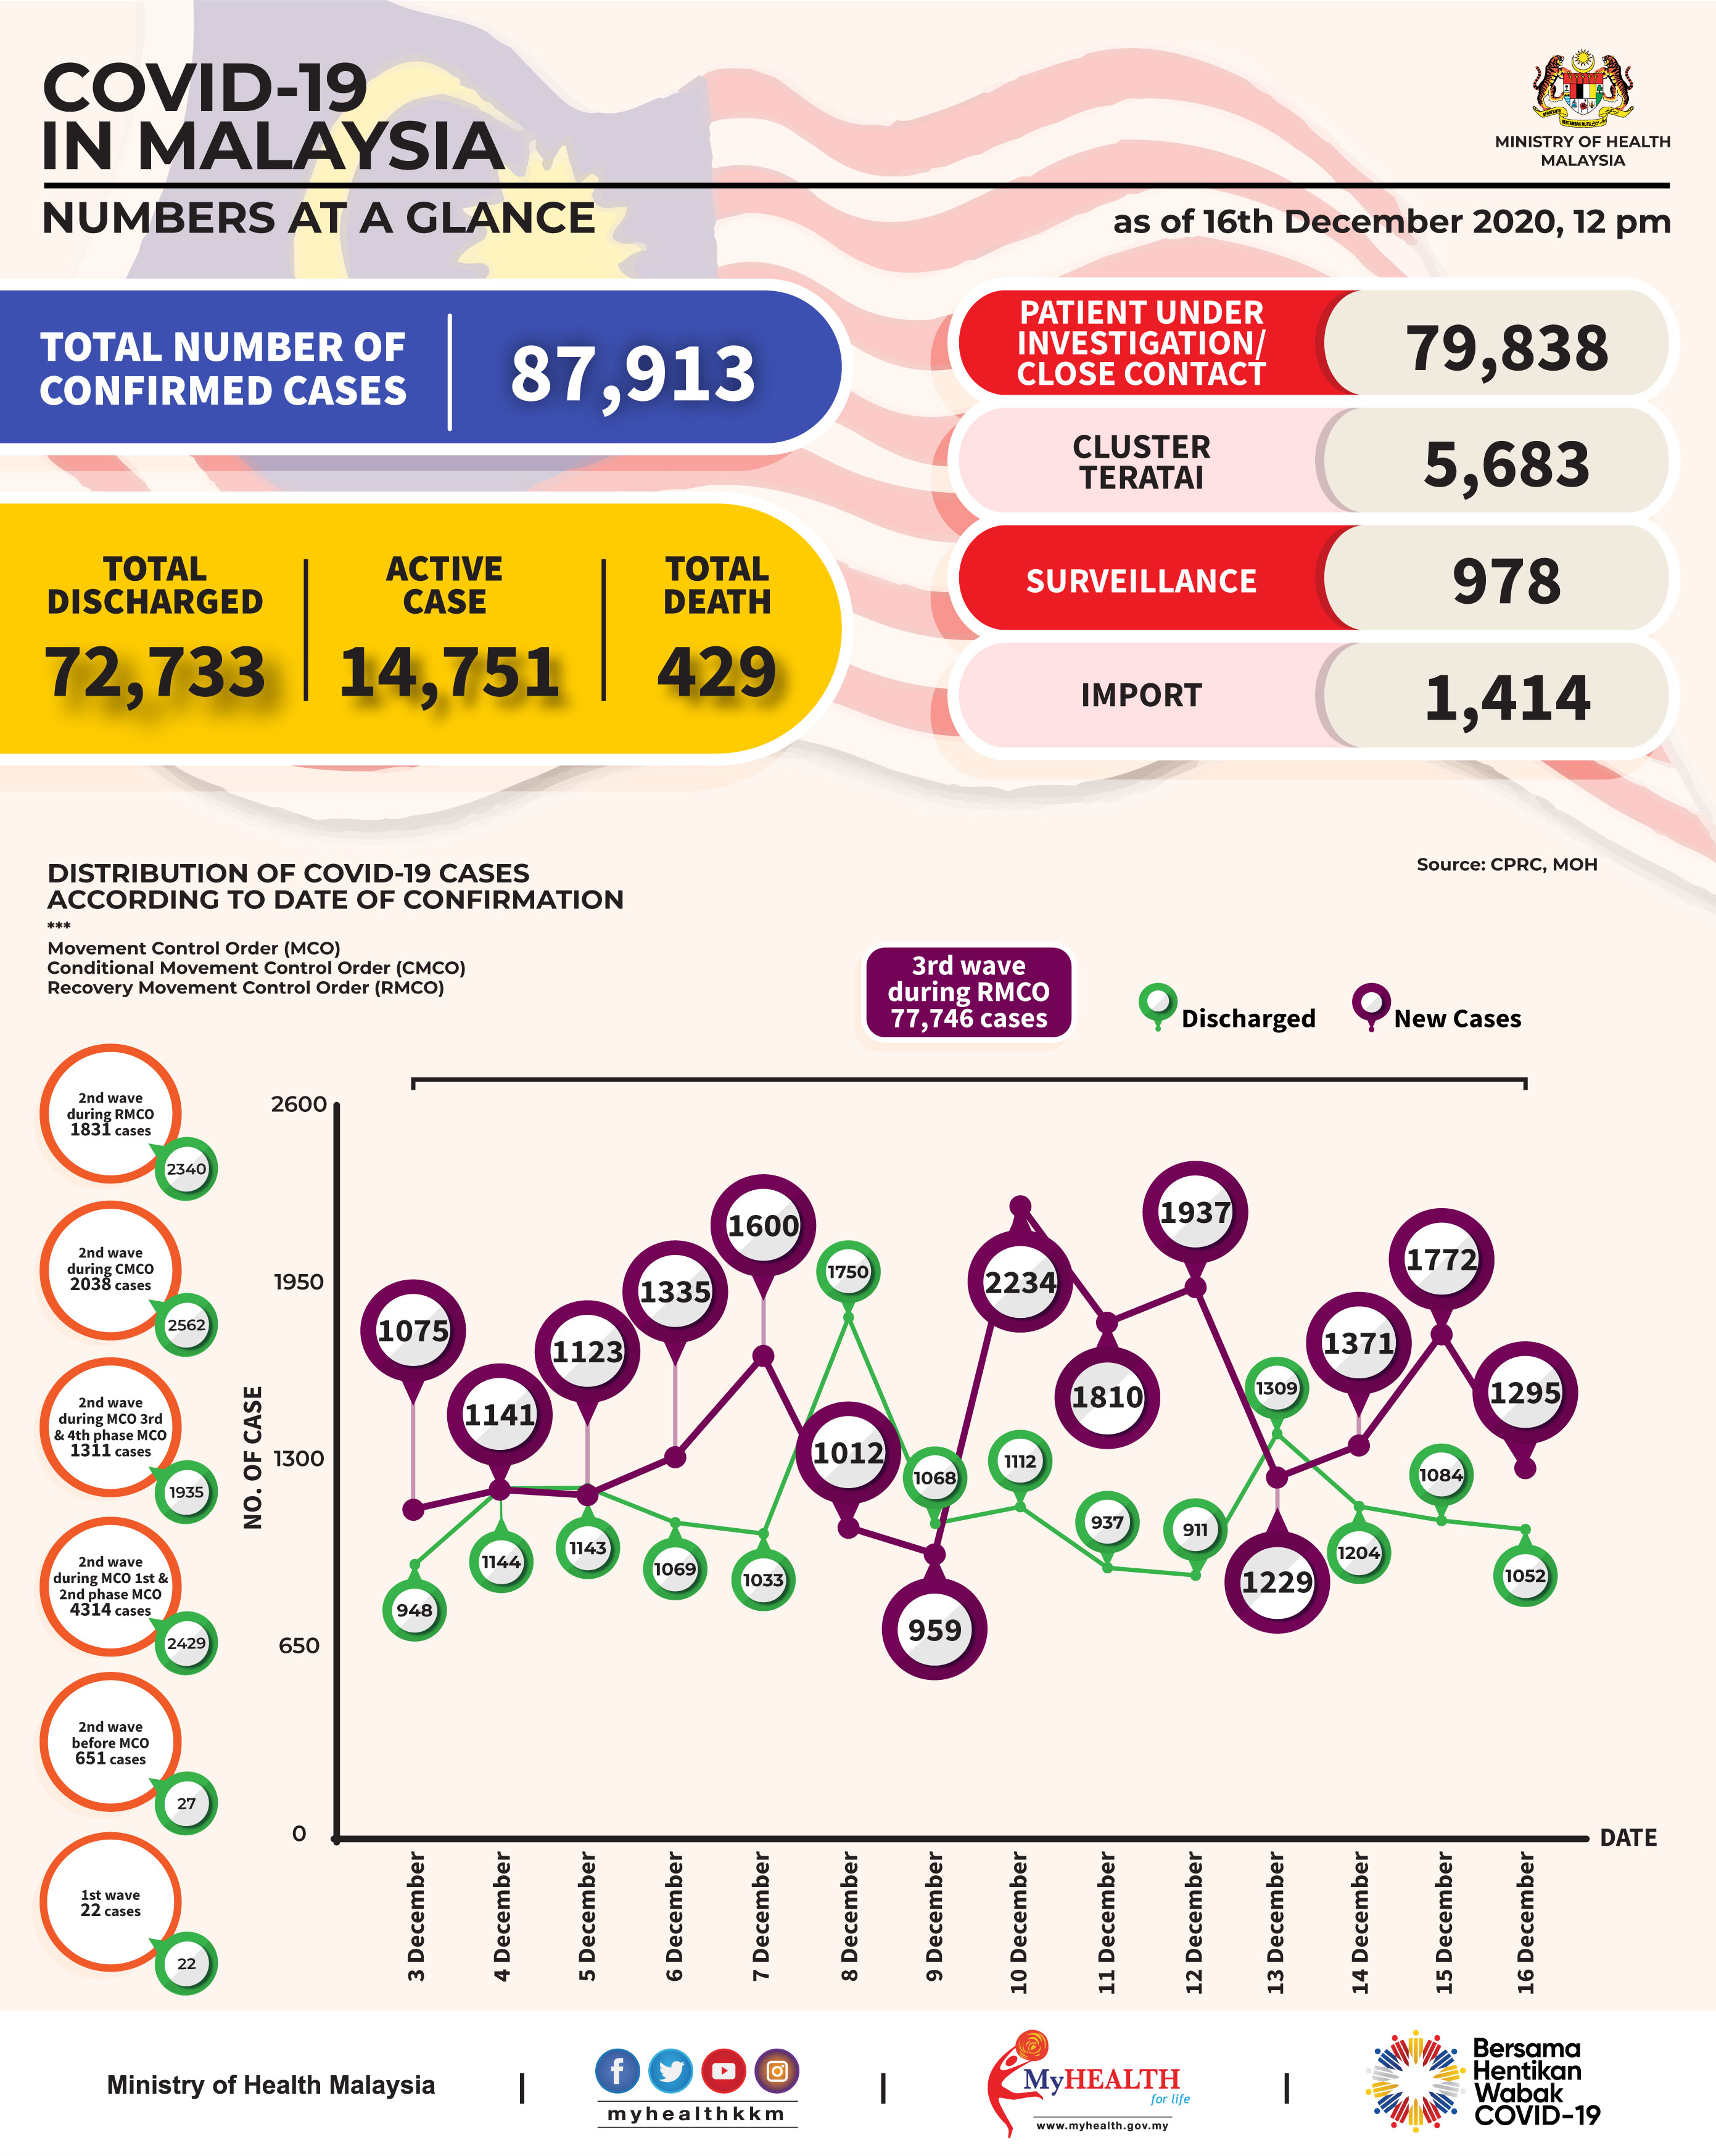 COVID-19
IN MALAYSIA
MINISTRY OF HEALTH
MALAYSIA
NUMBERS AT A GLANCE
as of 16th December 2020, 12 pm
TOTAL NUMBER OF
CONFIRMED CASES
87,913
TOTAL
DISCHARGED
72,733
ACTIVE
CASE
14,751
TOTAL
DEATH
429
PATIENT UNDER
INVESTIGATION/
CLOSE CONTACT
79,838
CLUSTER
TERATAI
5,683
SURVEILLANCE
978
IMPORT
1,414
DISTRIBUTION OF COVID-19 CASES
ACCORDING TO DATE OF CONFIRMATION
***
Movement Control Order (MCO)
Conditional Movement Control Order (CMCO)
Recovery Movement Control Order (RMCO)
Source: CPRC, MOH
3rd wave
during RMCO
77,746 cases
Discharged
New Cases
2nd wave
during RMCO
1831 cases
2340
2nd wave
during CMCO
2038 cases
2562
2nd wave
during MCO 3rd
& 4th phase MCO
1311 cases
1935
2nd wave
during MCO 1st &
2nd phase MCO
4314 cases
2429
2nd wave
before MCO
651 cases
27
1st wave
22 cases
22
NO. OF CASE
2600
1950
1300
650
0
1075
1141
1123
1335
1600
1012
959
2234
1810
1937
1229
1371
1772
1295
948
1144
1143
1069
1033
1750
1068
1112
937
911
1309
1204
1084
1052
DATE
3 December
4 December
5 December
6 December
7 December
8 December
9 December
10 December
11 December
12 December
13 December
14 December
15 December
16 December
Ministry of Health Malaysia
myhealthkkm
MyHEALTH
for life
www.myhealth.gov.my
Bersama
Hentikan
Wabak
COVID-19